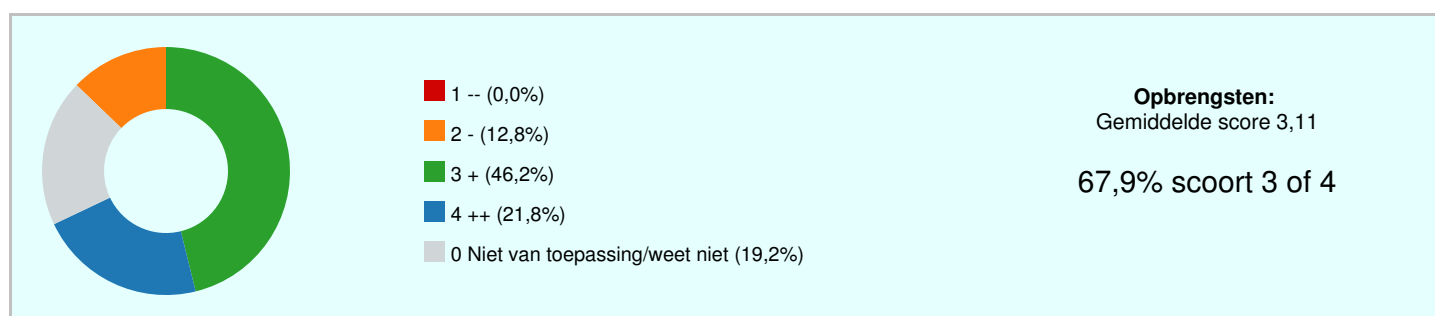 1 -- (0,0%)
2 - (12,8%)
3 + (46,2%)
4 ++ (21,8%)
0 Niet van toepassing/weet niet (19,2%)
Opbrengsten:
Gemiddelde score 3,11
67,9% scoort 3 of 4